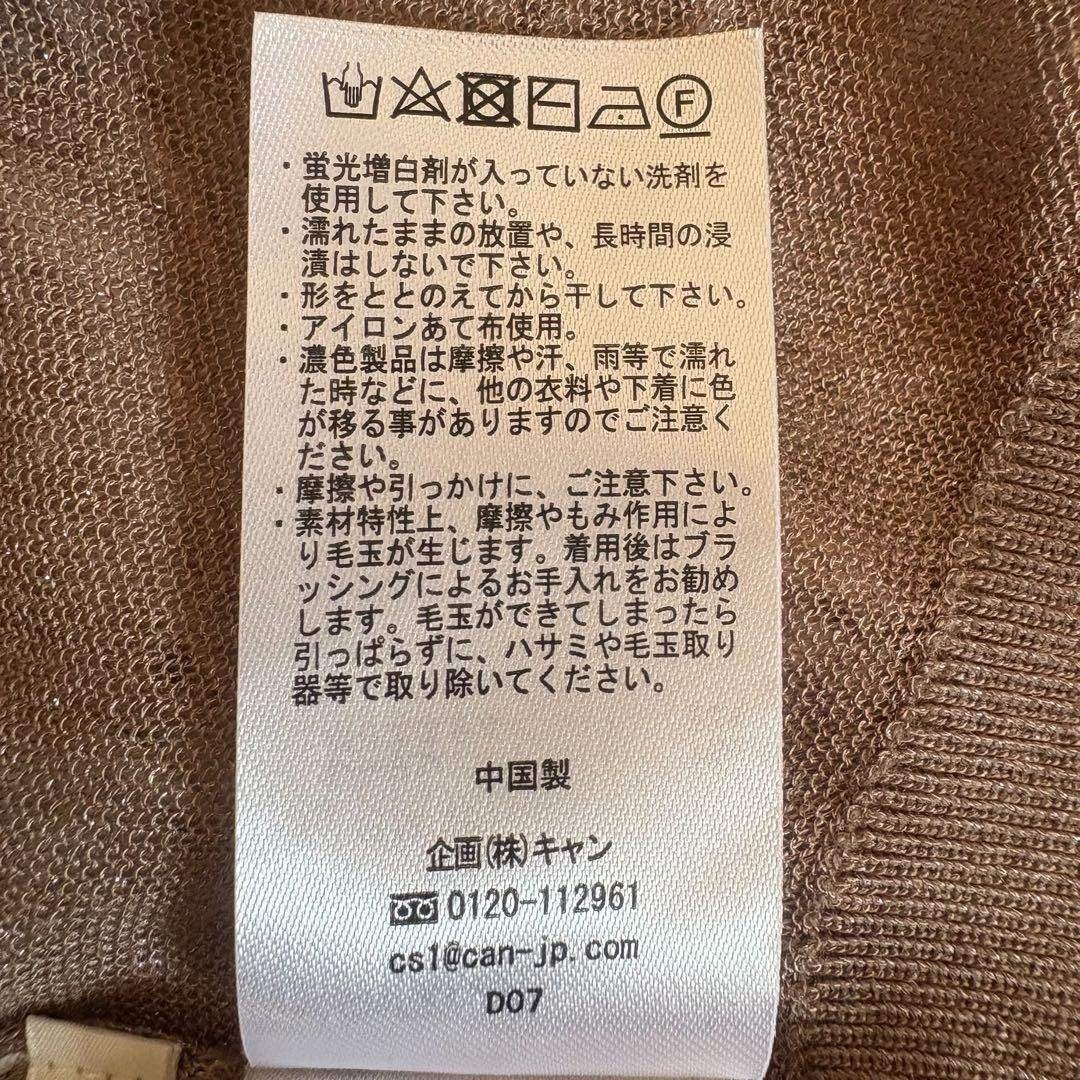 F
・蛍光増白剤が入っていない洗剤を
使用して下さい。
・濡れたままの放置や、長時間の浸
漬はしないで下さい。
・形をととのえてから干して下さい。
・アイロンあて布使用。
・濃色製品は摩擦や汗、雨等で濡れ
た時などに、他の衣料や下着に色
が移る事がありますのでご注意く
ださい。
・摩擦や引っかけに、ご注意下さい。
・素材特性上、摩擦やもみ作用によ
り毛玉が生じます。着用後はブラ
ッシングによるお手入れをお勧め
します。毛玉ができてしまったら
引っぱらずに、ハサミや毛玉取り
器等で取り除いてください。
中国製
企画(株)キャン
0120-112961
cs1@can-jp.com
D07